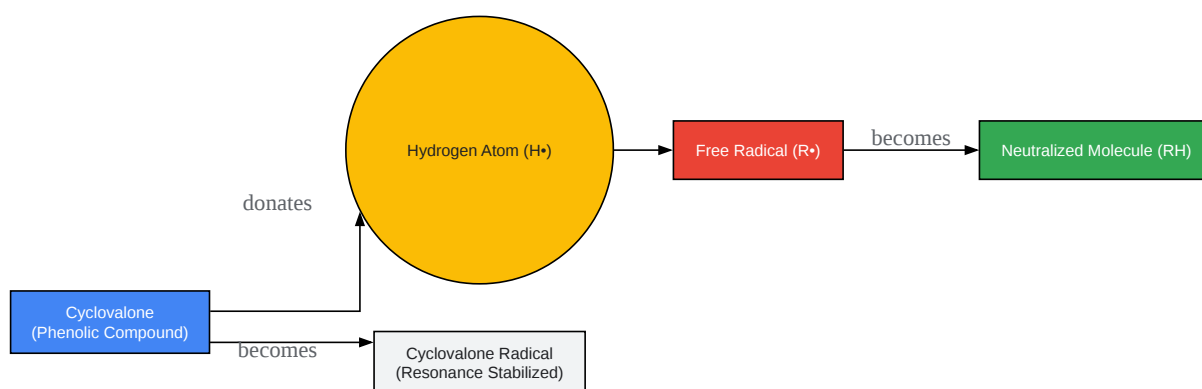 Hydrogen Atom (H•)
Free Radical (R•)
becomes
Neutralized Molecule (RH)
donates
Cyclovalone
(Phenolic Compound)
becomes
Cyclovalone Radical
(Resonance Stabilized)